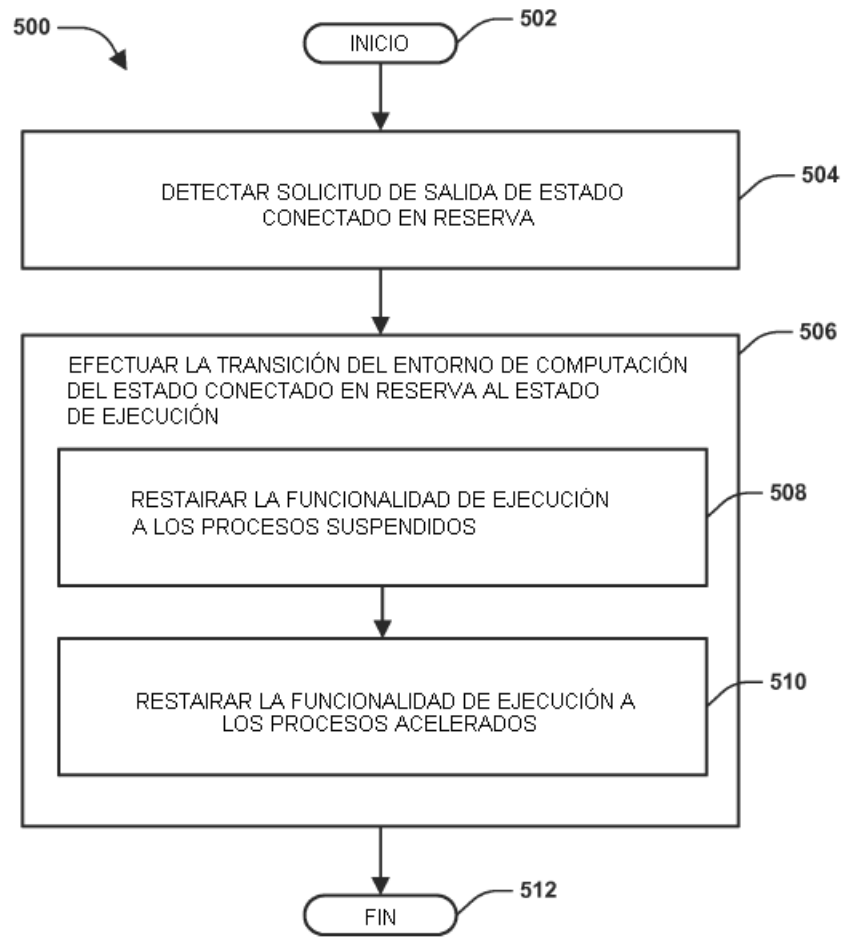 500
INICIO
502
DETECTAR SOLICITUD DE SALIDA DE ESTADO
CONECTADO EN RESERVA
504
EFECTUAR LA TRANSICIÓN DEL ENTORNO DE COMPUTACIÓN
DEL ESTADO CONECTADO EN RESERVA AL ESTADO
DE EJECUCIÓN
506
RESTAIRAR LA FUNCIONALIDAD DE EJECUCIÓN
A LOS PROCESOS SUSPENDIDOS
508
RESTAIRAR LA FUNCIONALIDAD DE EJECUCIÓN A
LOS PROCESOS ACELERADOS
510
FIN
512